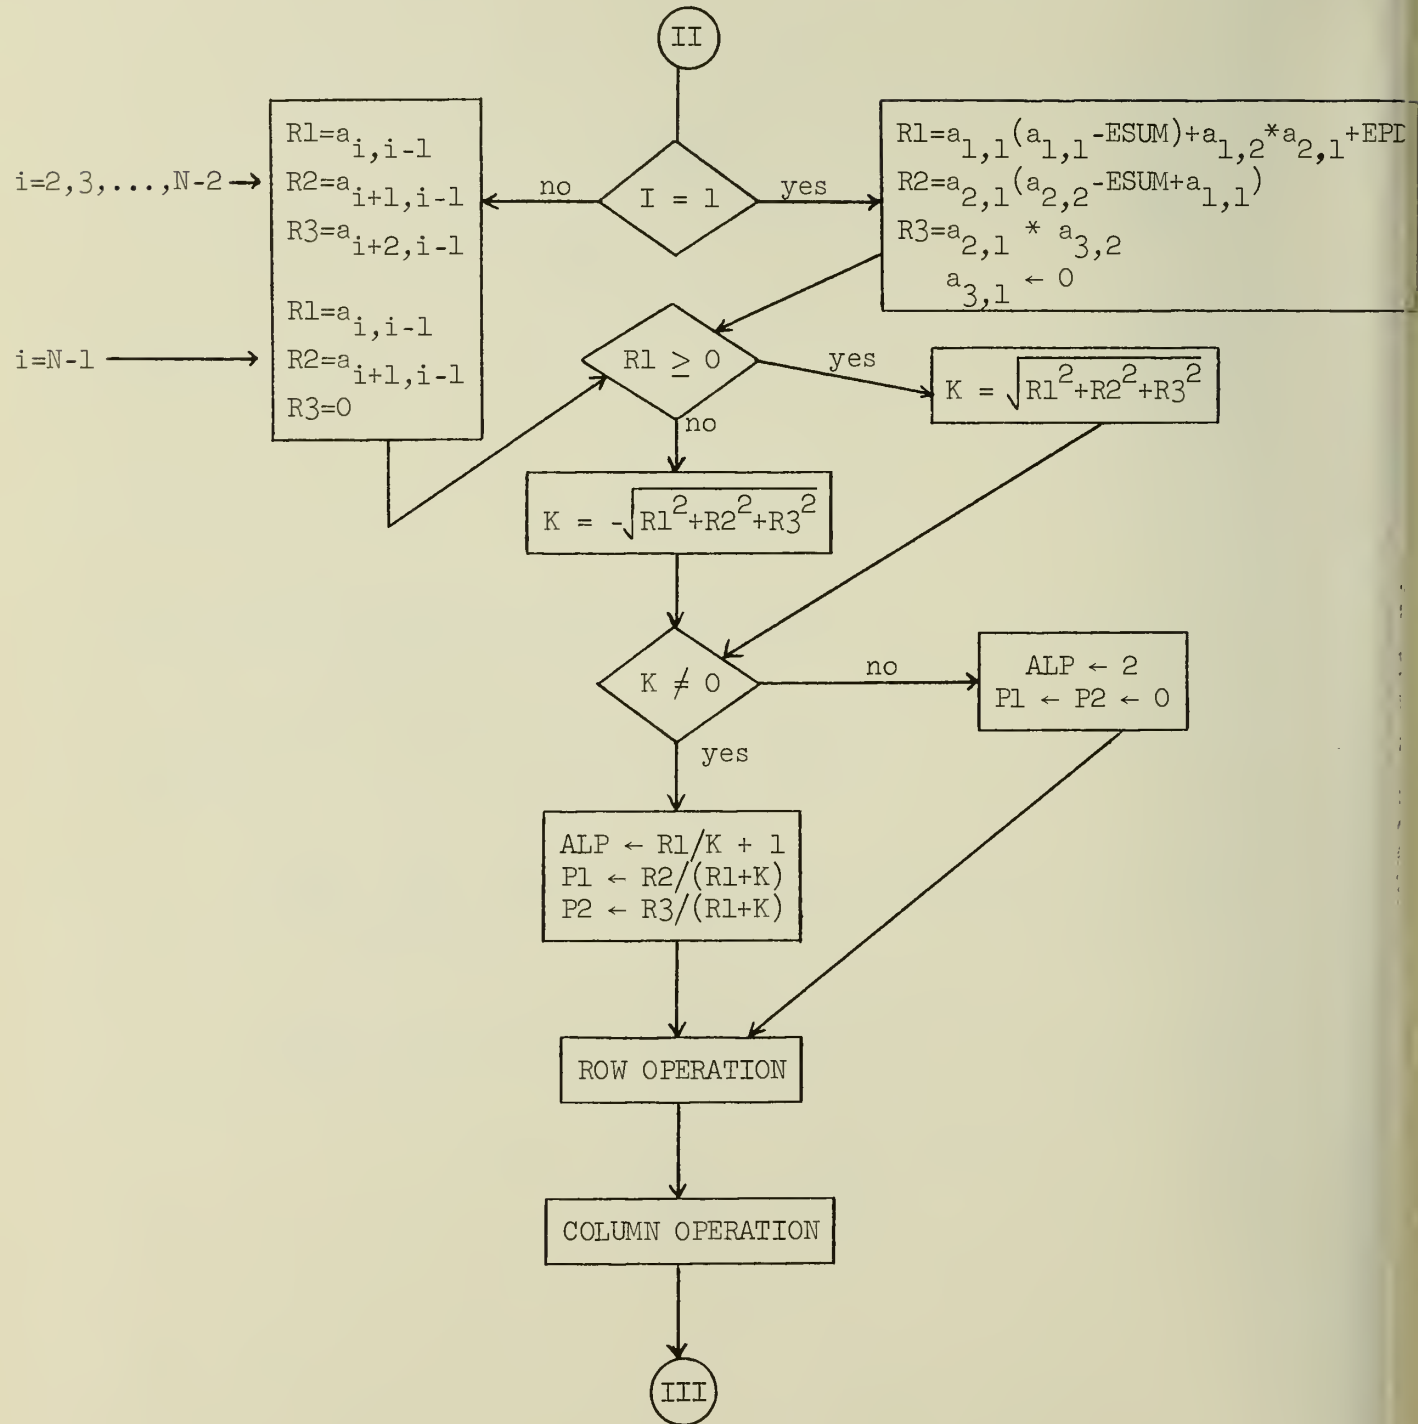 II
R1=a_{i,i-1}
R2=a_{i+1,i-1}
R3=a_{i+2,i-1}
R1=a_{i,i-1}
R2=a_{i+1,i-1}
R3=0
i=2,3,...,N-2
i=N-1
no
I = 1
yes
R1=a_{1,1}(a_{1,1}-ESUM)+a_{1,2}*a_{2,1}+EPD
R2=a_{2,1}(a_{2,2}-ESUM+a_{1,1})
R3=a_{2,1} * a_{3,2}
a_{3,1} ← 0
R1 ≥ 0
yes
K = √R1²+R2²+R3²
no
K = -√R1²+R2²+R3²
K ≠ 0
no
ALP ← 2
P1 ← P2 ← 0
yes
ALP ← R1/K + 1
P1 ← R2/(R1+K)
P2 ← R3/(R1+K)
ROW OPERATION
COLUMN OPERATION
III